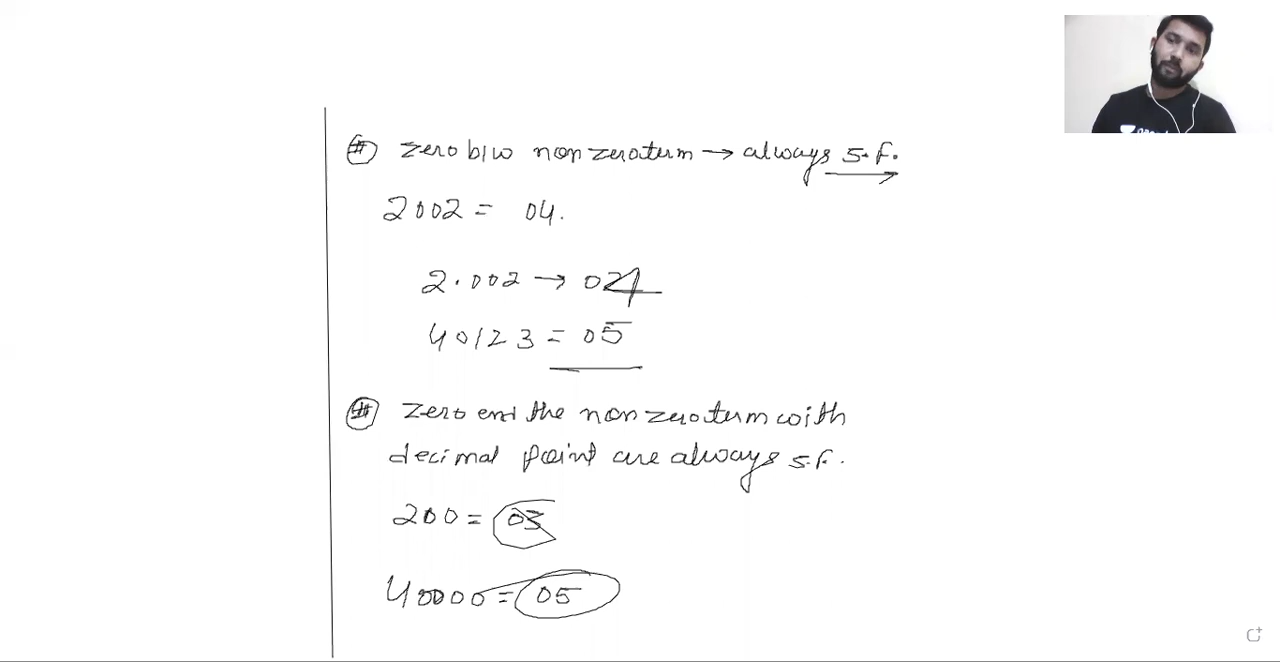 # zero b/w non zero term → always S.F.
2002 = 04.
2.002 → 04
40123 = 05
# zero end the non zero term with
decimal point are always S.F.
200 = 03
40000 = 05